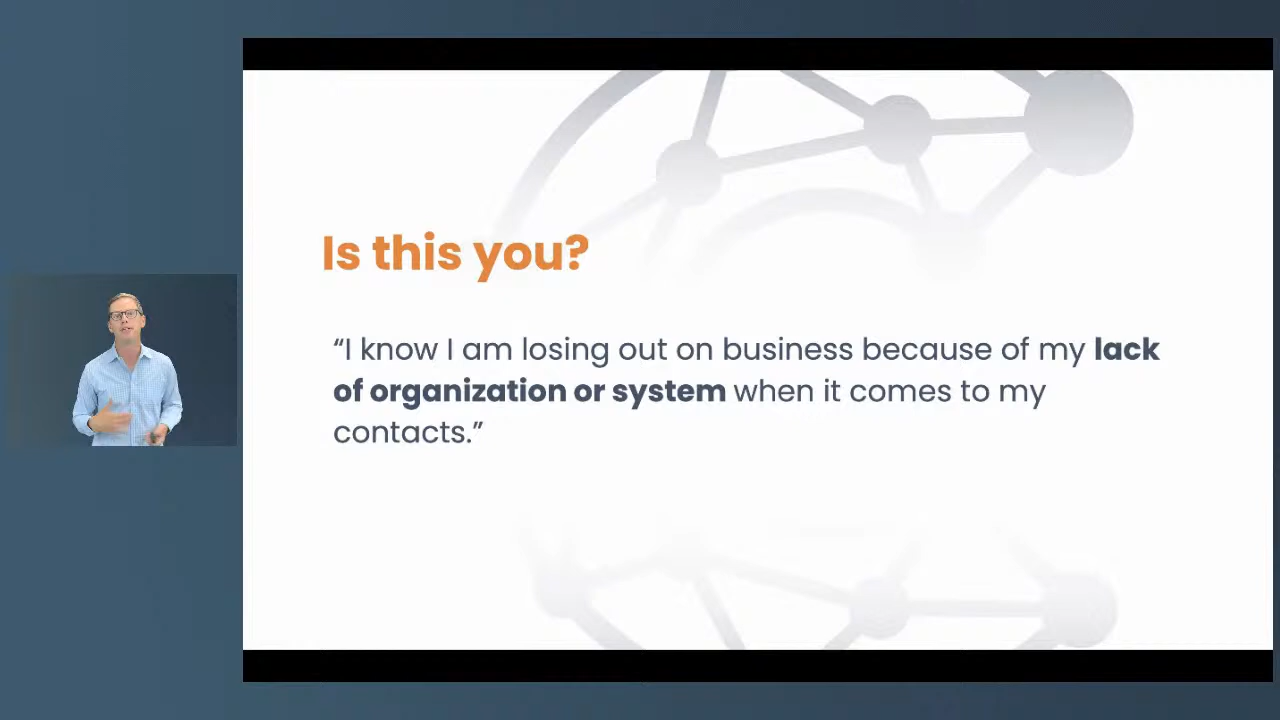 Is this you?
“I know I am losing out on business because of my lack
of organization or system when it comes to my
contacts.”